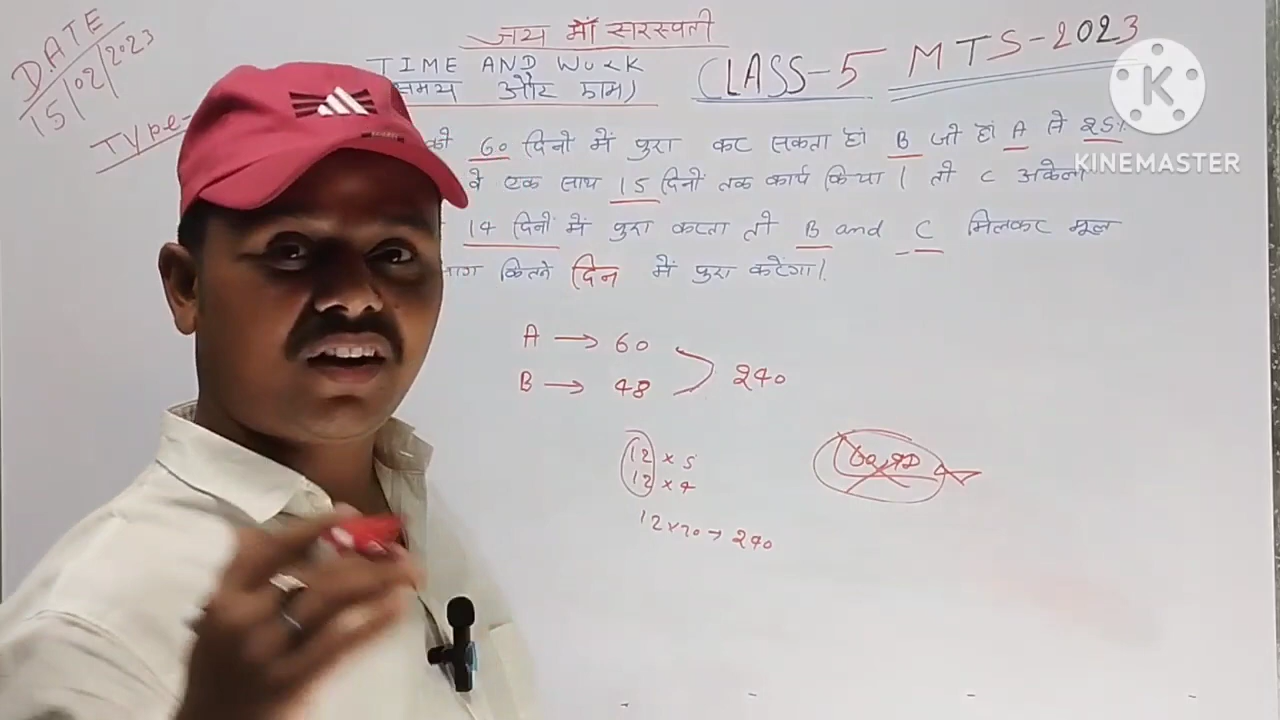 जय माँ सरस्वती
DATE
15/02/2023
TIME AND WORK
समय और काम)
CLASS-5 MTS-2023
TYPE-
को 60 दिनों में पुरा कर सकता हां B जो हां A से 25%
वे एक साथ 15 दिनों तक कार्य किया। तो C अकेला
14 दिनों में पुरा करता तो B and C मिलकर मूल
भाग कितने दिन में पुरा करेंगा।
A → 60
B → 48
240
12 × 5
12 × 4
12×20 → 240
K
KINEMASTER